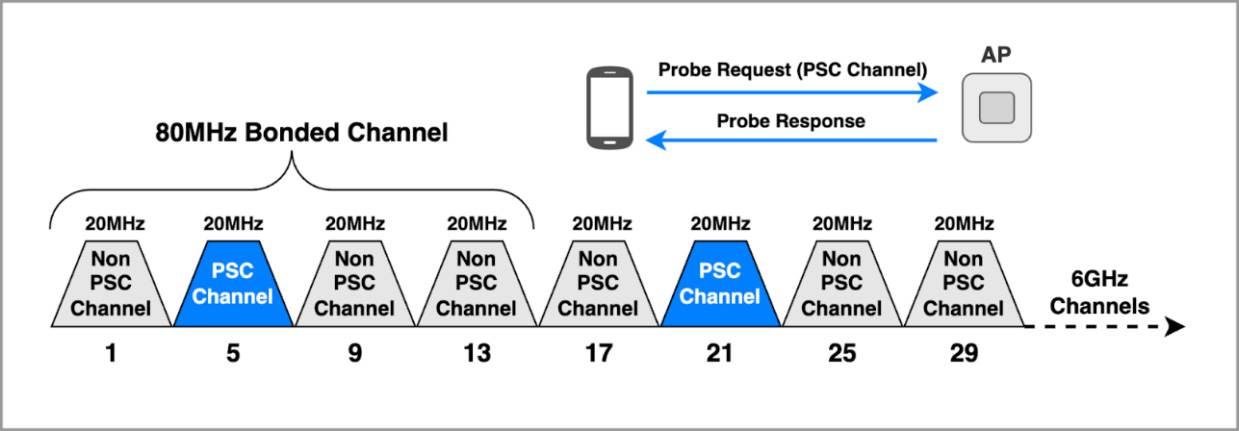 AP
Probe Request (PSC Channel)
Probe Response
80MHz Bonded Channel
20MHz 20MHz 20MHz 20MHz 20MHz 20MHz 20MHz 20MHz
Non
PSC
Channel
PSC
Channel
Non
PSC
Channel
Non
PSC
Channel
Non
PSC
Channel
PSC
Channel
Non
PSC
Channel
Non
PSC
Channel
6GHz
Channels
1 5 9 13 17 21 25 29